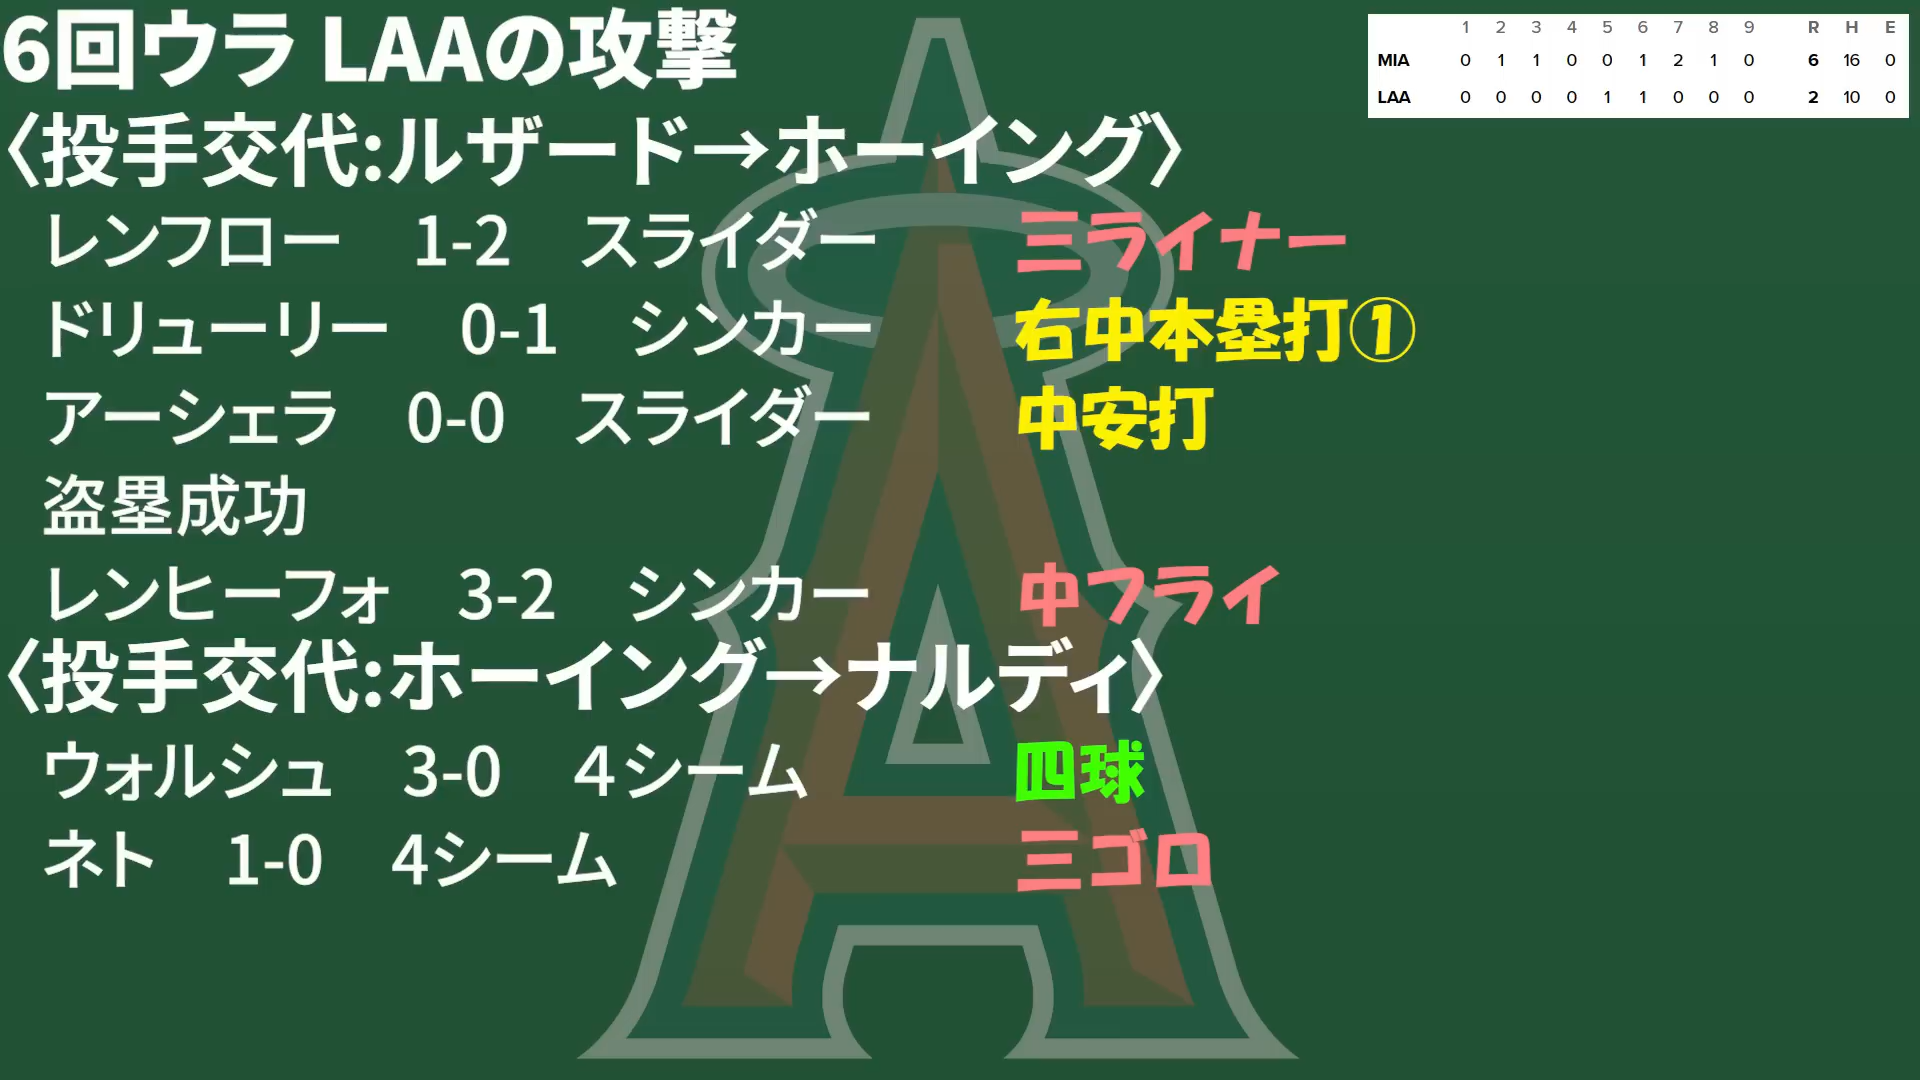 6回ウラ LAAの攻撃
1 2 3 4 5 6 7 8 9 R H E
MIA 0 1 1 0 0 1 2 1 0 6 16 0
LAA 0 0 0 0 1 1 0 0 0 2 10 0
〈投手交代:ルザード→ホーイング〉
レンフロー 1-2 スライダー 三ライナー
ドリューリー 0-1 シンカー 右中本塁打①
アーシェラ 0-0 スライダー 中安打
盗塁成功
レンヒーフォ 3-2 シンカー 中フライ
〈投手交代:ホーイング→ナルディ〉
ウォルシュ 3-0 4シーム 四球
ネト 1-0 4シーム 三ゴロ